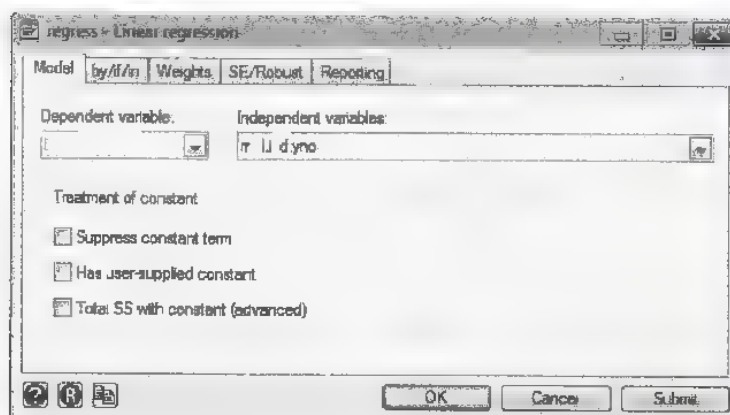 regress - Linear regression
Model by/if/in Weights SE/Robust Reporting
Dependent variable: Independent variables:
Treatment of constant
Suppress constant term
Has user-supplied constant
Total SS with constant (advanced)
OK Cancel Submit